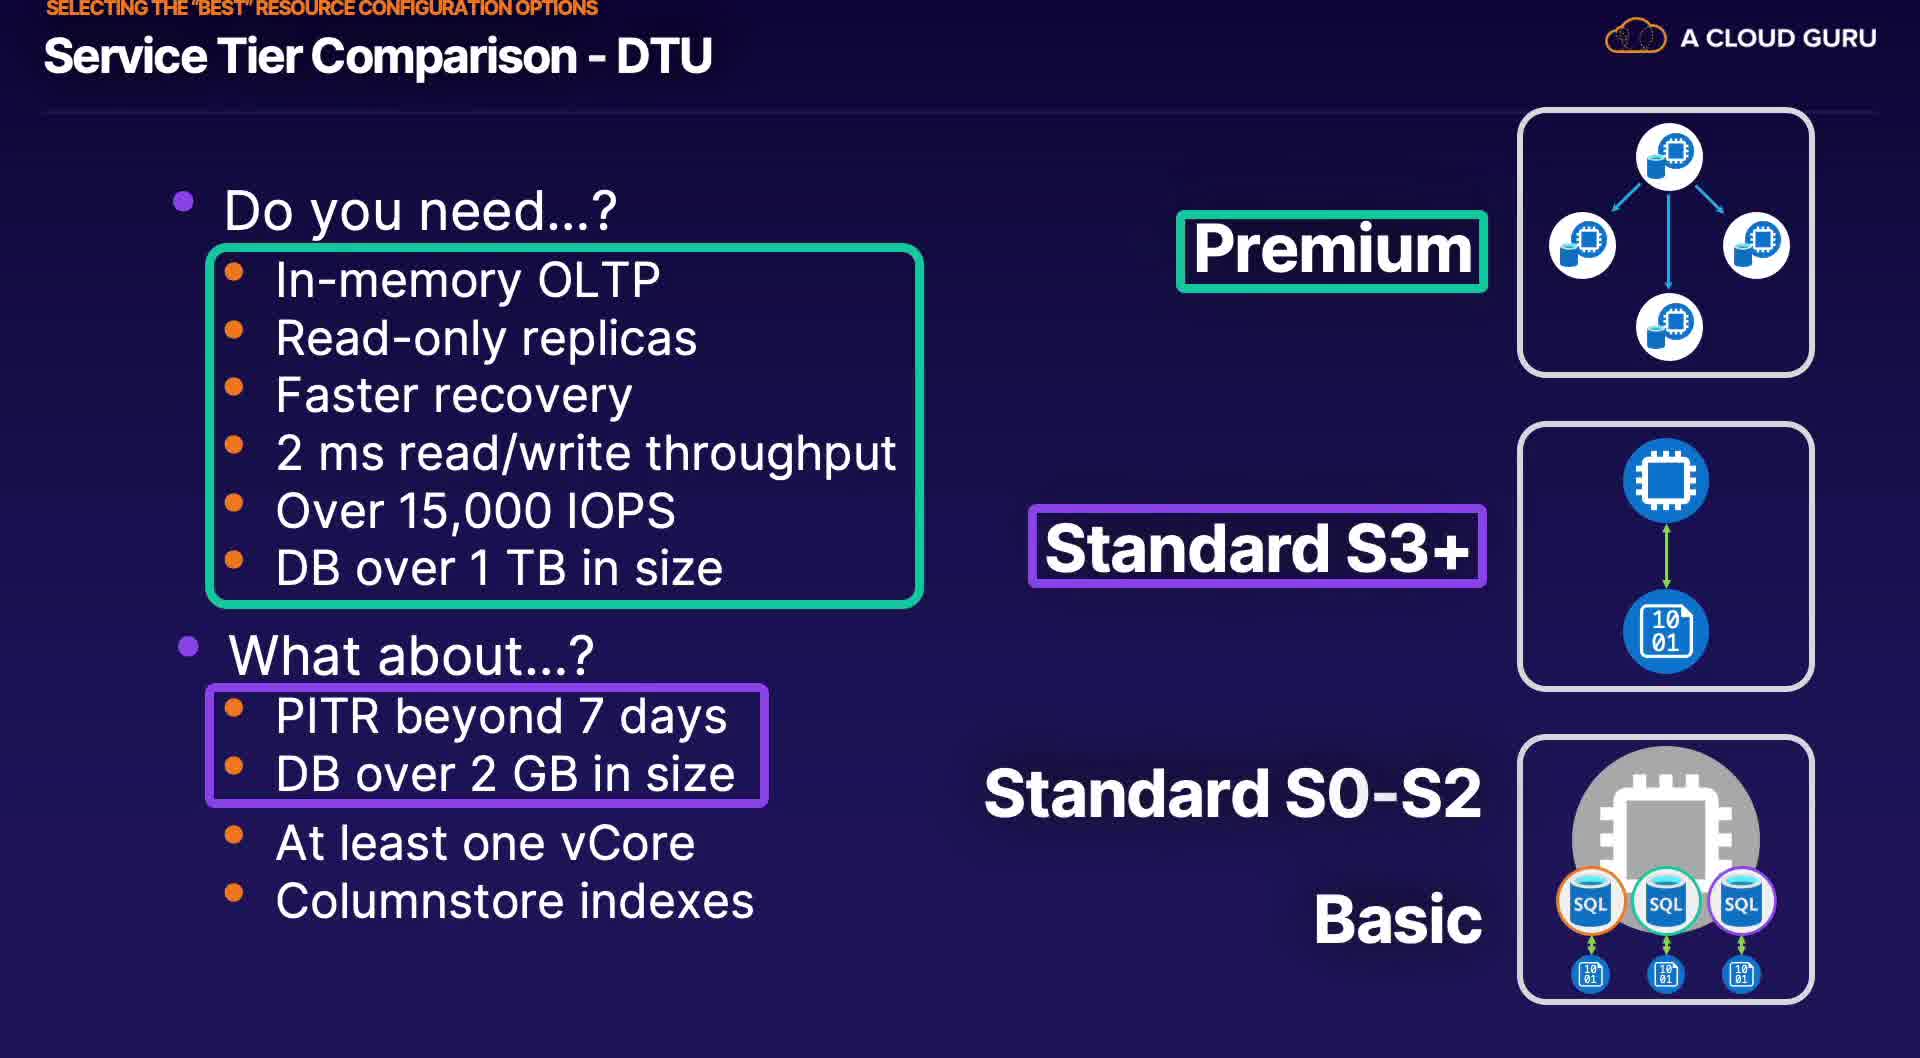 SELECTING THE "BEST" RESOURCE CONFIGURATION OPTIONS
Service Tier Comparison - DTU
A CLOUD GURU
Do you need...?
In-memory OLTP
Read-only replicas
Faster recovery
2 ms read/write throughput
Over 15,000 IOPS
DB over 1 TB in size
What about...?
PITR beyond 7 days
DB over 2 GB in size
At least one vCore
Columnstore indexes
Premium
Standard S3+
10
01
Standard S0-S2
Basic
SQL SQL SQL
10 10 10
01 01 01